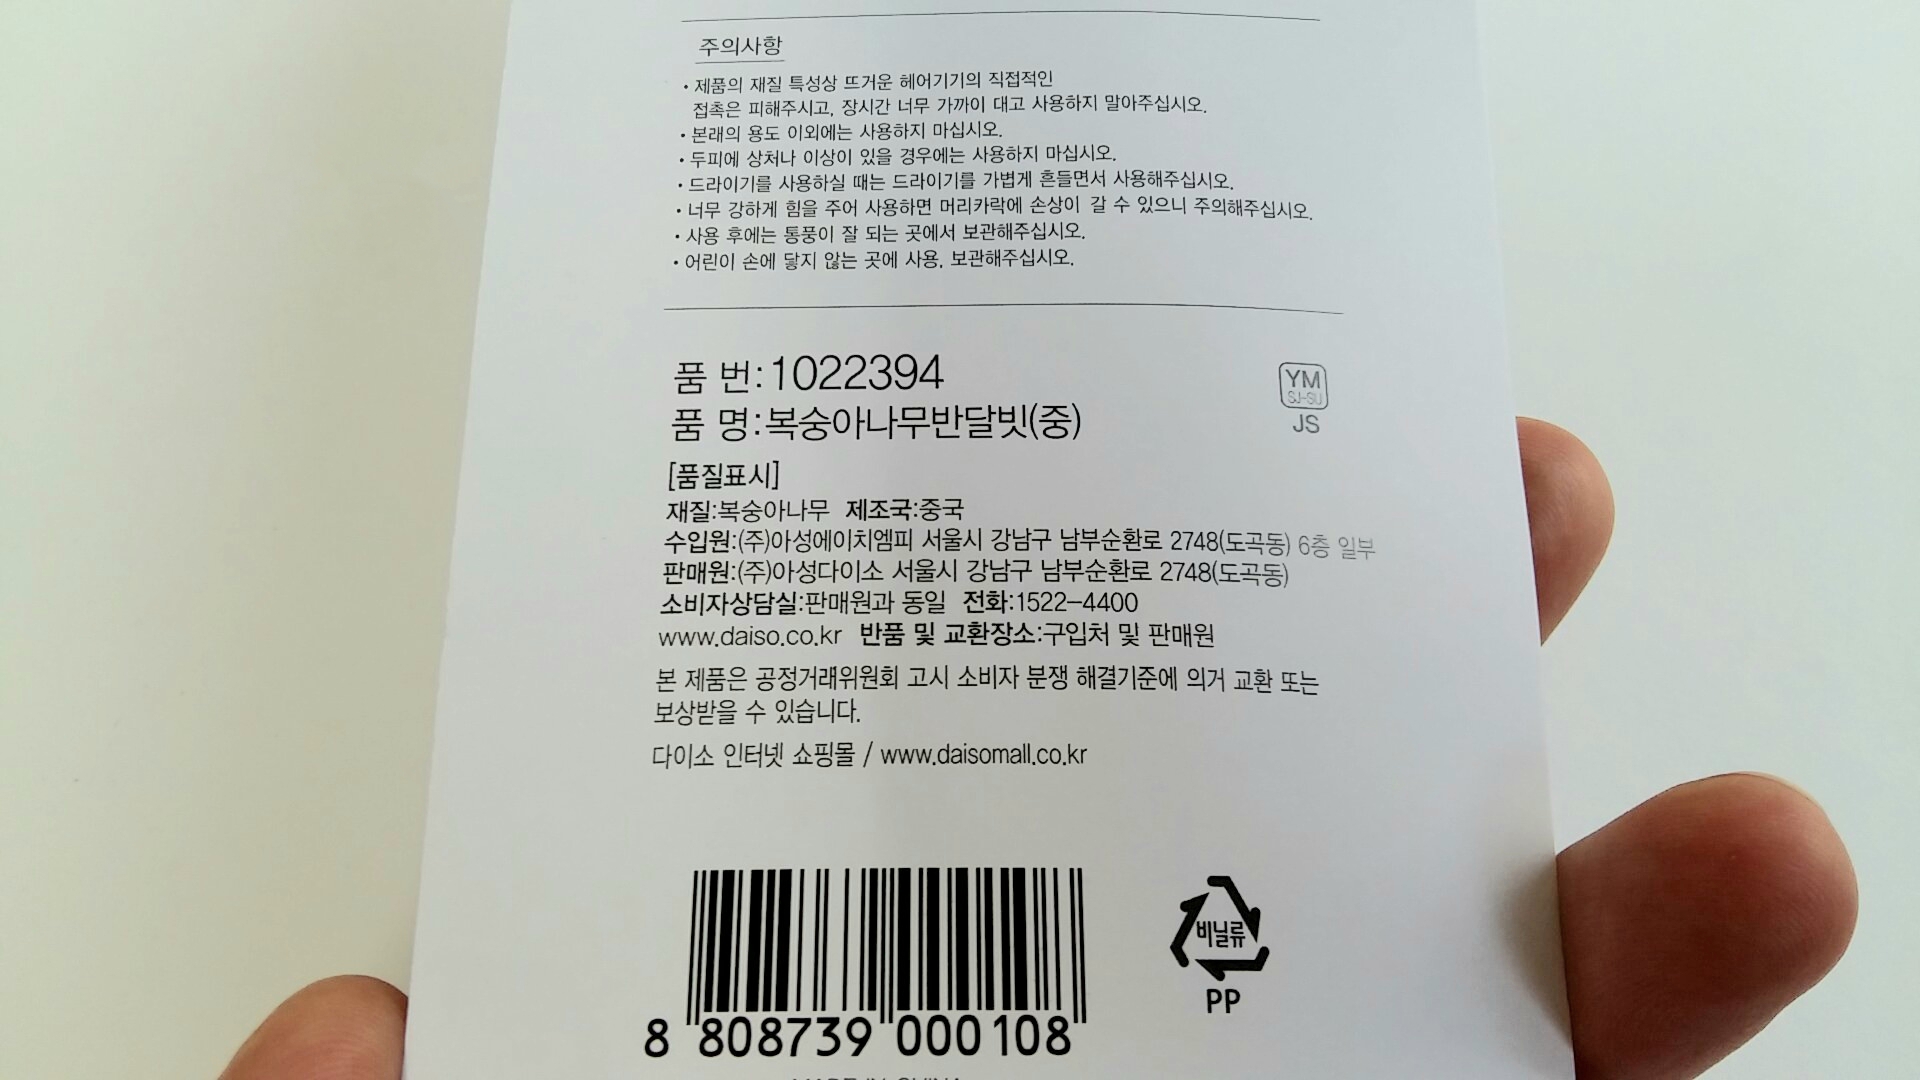 주의사항
• 제품의 재질 특성상 뜨거운 헤어기기의 직접적인
접촉은 피해주시고, 장시간 너무 가까이 대고 사용하지 말아주십시오.
• 본래의 용도 이외에는 사용하지 마십시오.
• 두피에 상처나 이상이 있을 경우에는 사용하지 마십시오.
• 드라이기를 사용하실 때는 드라이기를 가볍게 흔들면서 사용해주십시오.
• 너무 강하게 힘을 주어 사용하면 머리카락에 손상이 갈 수 있으니 주의해주십시오.
• 사용 후에는 통풍이 잘 되는 곳에서 보관해주십시오.
• 어린이 손에 닿지 않는 곳에 사용, 보관해주십시오.
품 번:1022394
품 명:복숭아나무반달빗(중)
YM
SJ-SU
JS
[품질표시]
재질:복숭아나무 제조국:중국
수입원:(주)아성에이치엠피 서울시 강남구 남부순환로 2748(도곡동) 6층 일부
판매원:(주)아성다이소 서울시 강남구 남부순환로 2748(도곡동)
소비자상담실:판매원과 동일 전화:1522-4400
www.daiso.co.kr 반품 및 교환장소:구입처 및 판매원
본 제품은 공정거래위원회 고시 소비자 분쟁 해결기준에 의거 교환 또는
보상받을 수 있습니다.
다이소 인터넷 쇼핑몰 / www.daisomall.co.kr
비닐류
PP
8 808739 000108